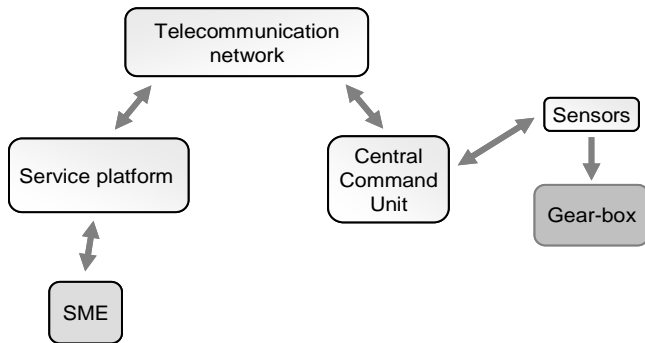 Telecommunication
network
Sensors
Service platform
Central
Command
Unit
Gear-box
SME